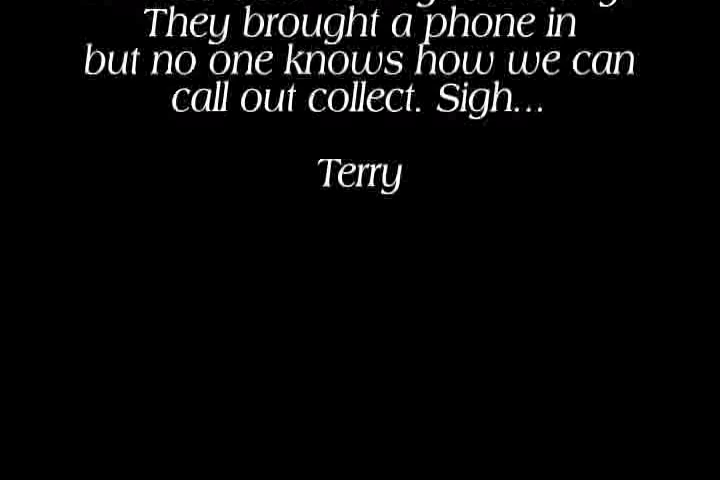 They brought a phone in
but no one knows how we can
call out collect. Sigh...
Terry